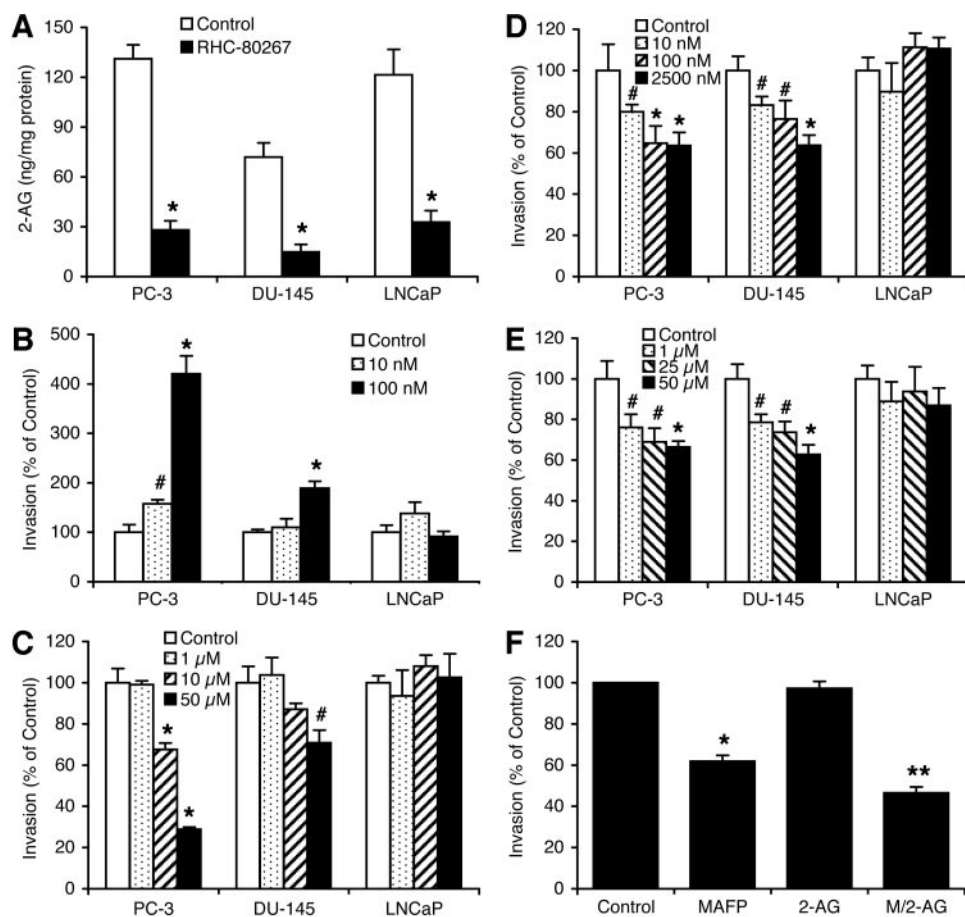 A
Control
RHC-80267
2-AG (ng/mg protein)
150
120
90
60
30
0
*
*
*
PC-3
DU-145
LNCaP
B
Control
10 nM
100 nM
Invasion (% of Control)
500
400
300
200
100
0
#
*
*
PC-3
DU-145
LNCaP
C
Control
1 µM
10 µM
50 µM
Invasion (% of Control)
120
100
80
60
40
20
0
*
*
#
PC-3
DU-145
LNCaP
D
Control
10 nM
100 nM
2500 nM
Invasion (% of Control)
120
100
80
60
40
20
0
#
*
*
#
#
*
PC-3
DU-145
LNCaP
E
Control
1 µM
25 µM
50 µM
Invasion (% of Control)
120
100
80
60
40
20
0
#
#
*
#
#
*
PC-3
DU-145
LNCaP
F
Invasion (% of Control)
120
100
80
60
40
20
0
*
**
Control
MAFP
2-AG
M/2-AG